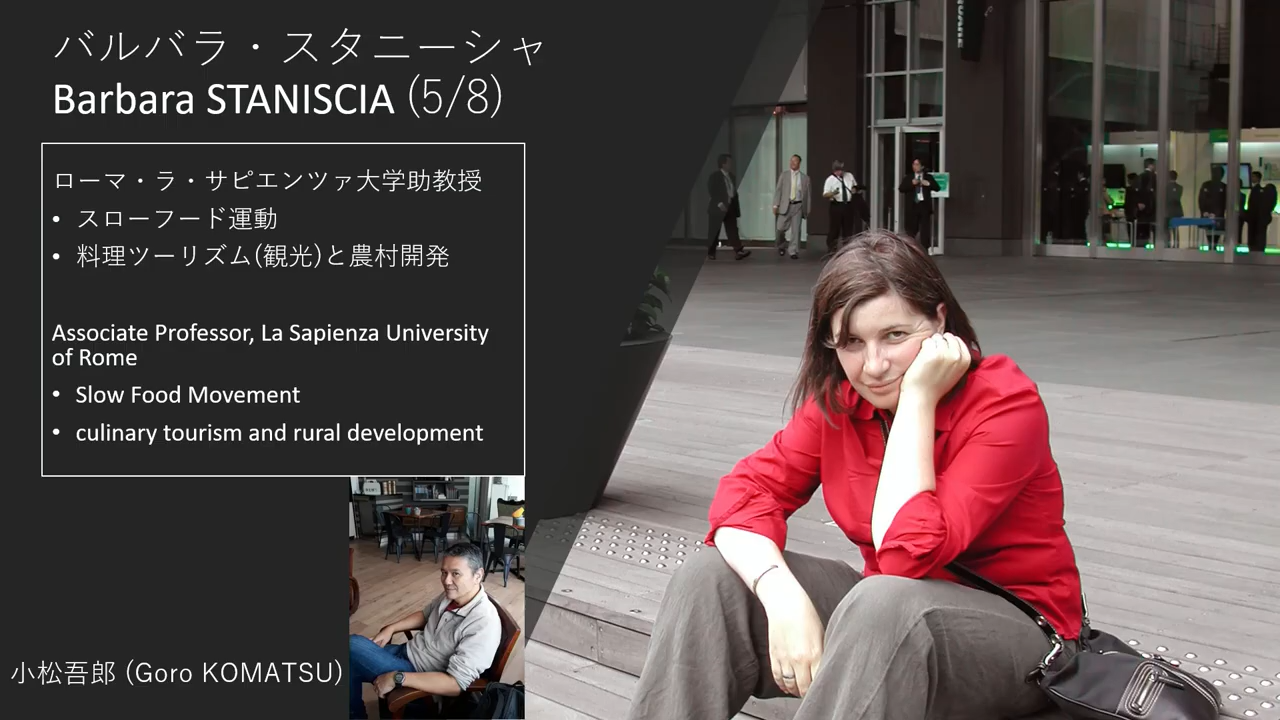 バルバラ・スタニーシャ
Barbara STANISCIA (5/8)
ローマ・ラ・サピエンツァ大学助教授
• スローフード運動
• 料理ツーリズム(観光)と農村開発
Associate Professor, La Sapienza University
of Rome
• Slow Food Movement
• culinary tourism and rural development
小松吾郎 (Goro KOMATSU)